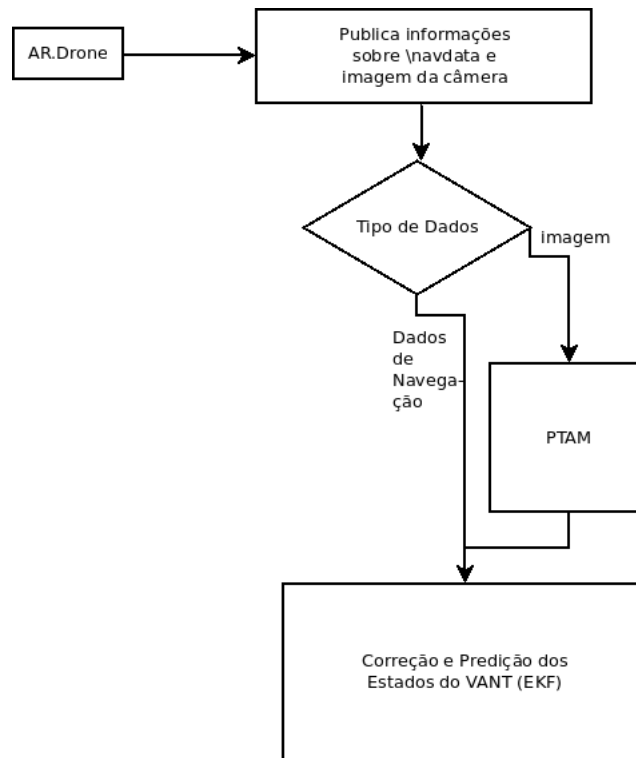 AR.Drone
Publica informações
sobre \navdata e
imagem da câmera
Tipo de Dados
imagem
Dados
de
Navega-
ção
PTAM
Correção e Predição dos
Estados do VANT (EKF)